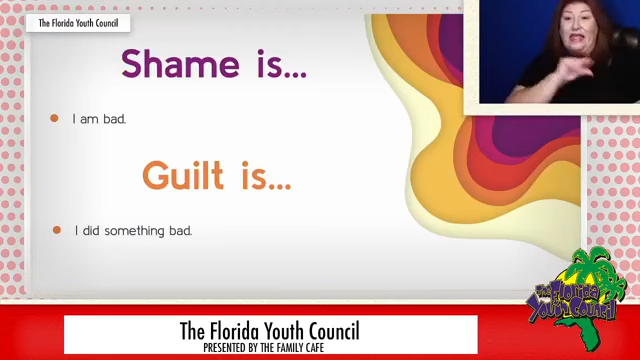 The Florida Youth Council
Shame is...
I am bad.
Guilt is...
I did something bad.
The Florida
Youth Council
The Florida Youth Council
PRESENTED BY THE FAMILY CAFE